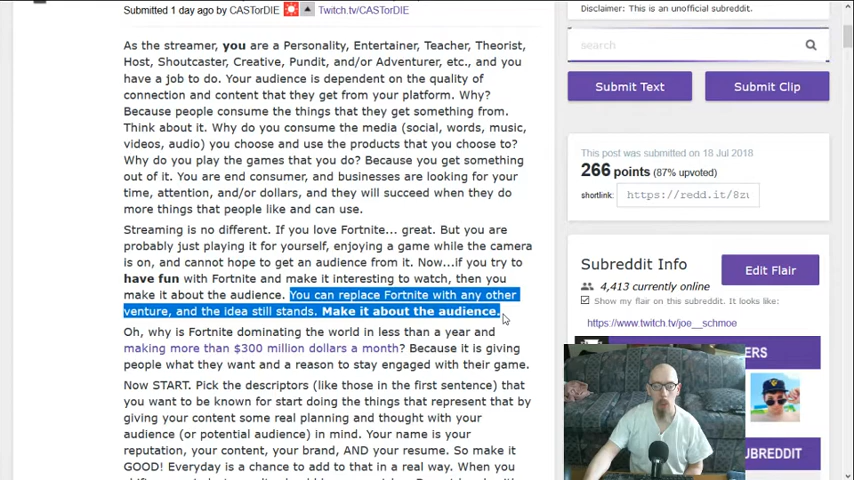 Submitted 1 day ago by CASTorDIE Twitch.tv/CASTorDIE
Disclaimer: This is an unofficial subreddit.
search
Submit Text
Submit Clip
As the streamer, you are a Personality, Entertainer, Teacher, Theorist,
Host, Shoutcaster, Creative, Pundit, and/or Adventurer, etc., and you
have a job to do. Your audience is dependent on the quality of
connection and content that they get from your platform. Why?
Because people consume the things that they get something from.
Think about it. Why do you consume the media (social, words, music,
videos, audio) you choose and use the products that you choose to?
Why do you play the games that you do? Because you get something
out of it. You are end consumer, and businesses are looking for your
time, attention, and/or dollars, and they will succeed when they do
more things that people like and can use.
Streaming is no different. If you love Fortnite... great. But you are
probably just playing it for yourself, enjoying a game while the camera
is on, and cannot hope to get an audience from it. Now...if you try to
have fun with Fortnite and make it interesting to watch, then you
make it about the audience. You can replace Fortnite with any other
venture, and the idea still stands. Make it about the audience.
Oh, why is Fortnite dominating the world in less than a year and
making more than $300 million dollars a month? Because it is giving
people what they want and a reason to stay engaged with their game.
Now START. Pick the descriptors (like those in the first sentence) that
you want to be known for start doing the things that represent that by
giving your content some real planning and thought with your
audience (or potential audience) in mind. Your name is your
reputation, your content, your brand, AND your resume. So make it
GOOD! Everyday is a chance to add to that in a real way. When you
This post was submitted on 18 Jul 2018
266 points (87% upvoted)
shortlink: https://redd.it/8zu
Subreddit Info
Edit Flair
4,413 currently online
Show my flair on this subreddit. It looks like:
https://www.twitch.tv/joe__schmoe
ERS
UBREDDIT